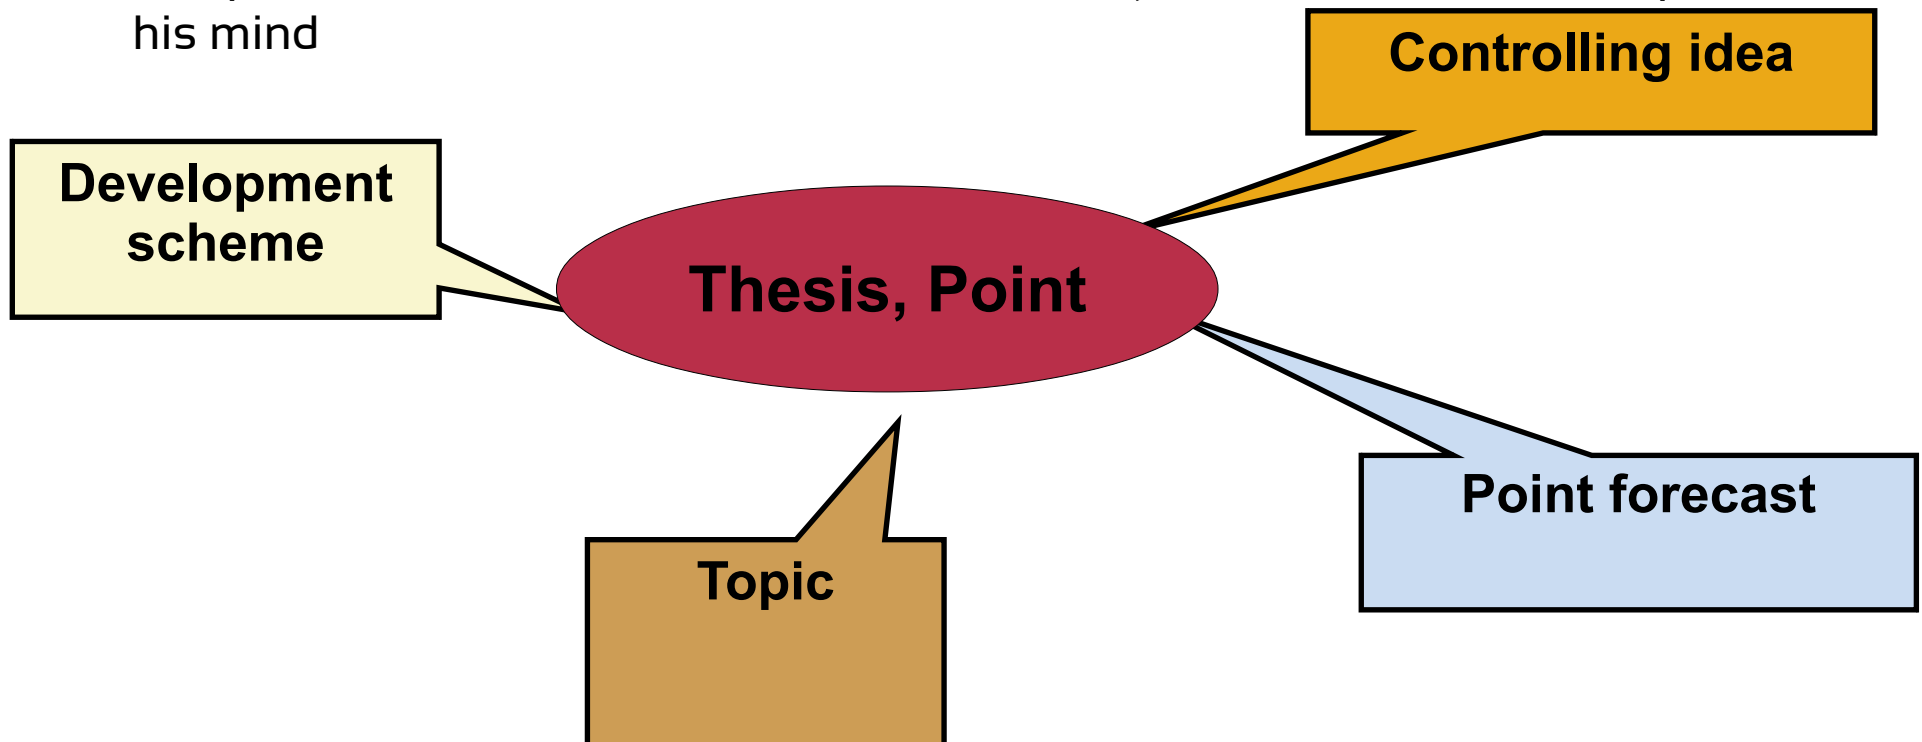 his mind
Controlling idea
Development
scheme
Thesis, Point
Point forecast
Topic